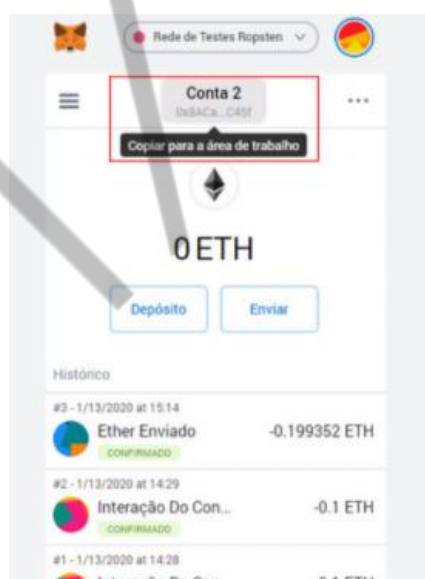 Rede de Testes Ropsten
Conta 2
Copiar para a área de trabalho
0 ETH
Depósito
Enviar
Histórico
#3 - 1/13/2020 at 15:14
Ether Enviado -0.199352 ETH
CONFIRMADO
#2 - 1/13/2020 at 14:29
Interação Do Con... -0.1 ETH
CONFIRMADO
#1 - 1/13/2020 at 14:28